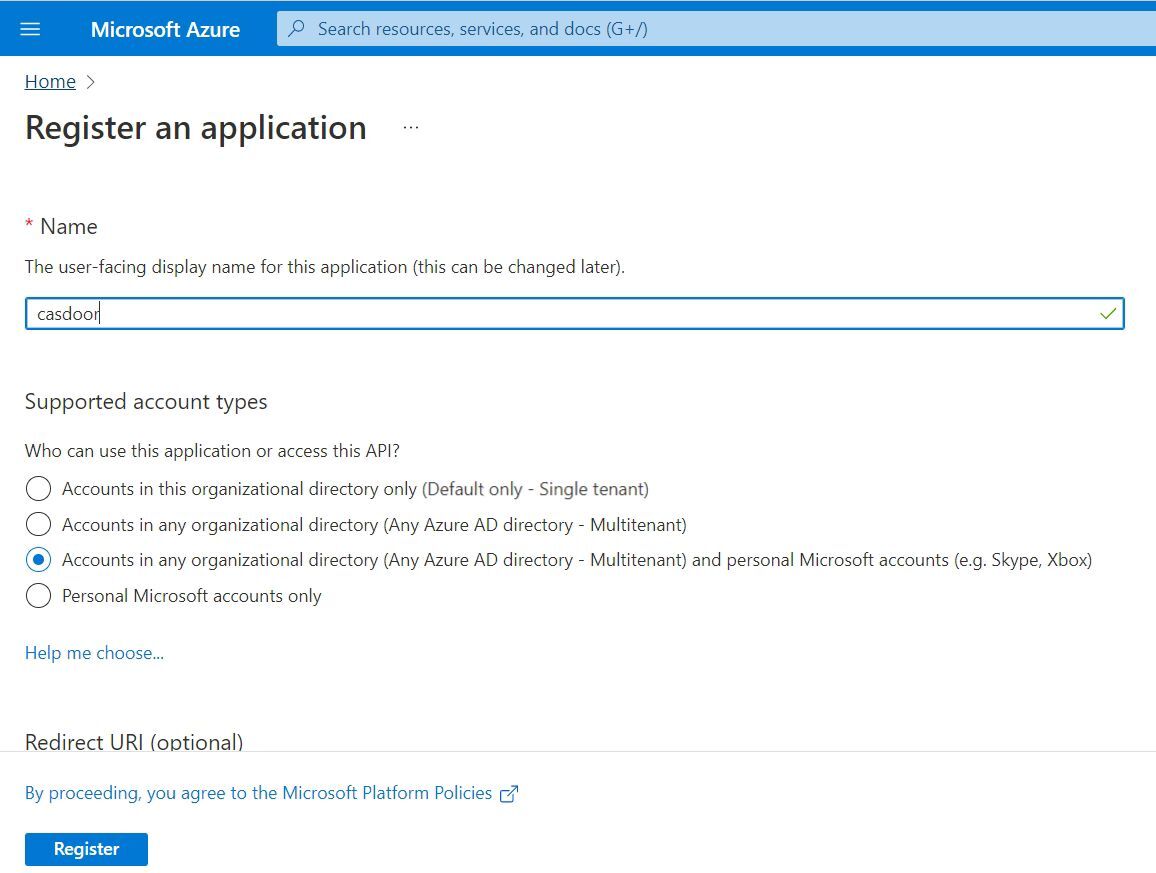 Microsoft Azure
Search resources, services, and docs (G+/)
Home
Register an application
...
* Name
The user-facing display name for this application (this can be changed later).
casdoor
Supported account types
Who can use this application or access this API?
Accounts in this organizational directory only (Default only - Single tenant)
Accounts in any organizational directory (Any Azure AD directory - Multitenant)
Accounts in any organizational directory (Any Azure AD directory - Multitenant) and personal Microsoft accounts (e.g. Skype, Xbox)
Personal Microsoft accounts only
Help me choose...
Redirect URI (optional)
By proceeding, you agree to the Microsoft Platform Policies
Register